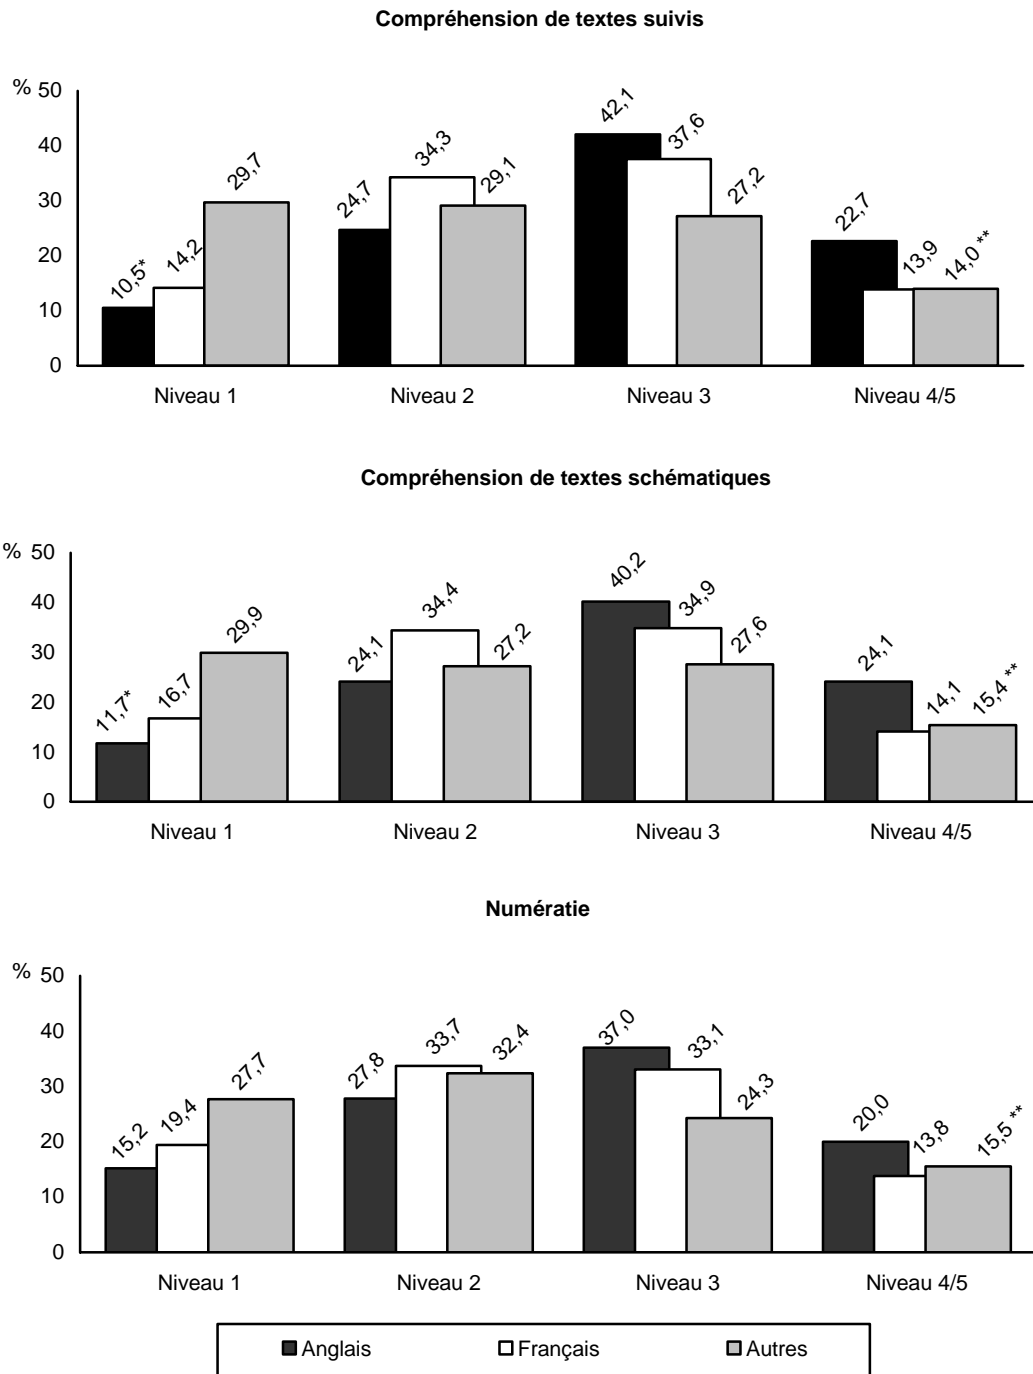 Compréhension de textes suivis
% 50
40
30
20
10
0
10,5* 14,2 29,7
24,7 34,3 29,1
42,1 37,6 27,2
22,7 13,9 14,0 **
Niveau 1 Niveau 2 Niveau 3 Niveau 4/5
Compréhension de textes schématiques
% 50
40
30
20
10
0
11,7* 16,7 29,9
24,1 34,4 27,2
40,2 34,9 27,6
24,1 14,1 15,4 **
Niveau 1 Niveau 2 Niveau 3 Niveau 4/5
Numératie
% 50
40
30
20
10
0
15,2 19,4 27,7
27,8 33,7 32,4
37,0 33,1 24,3
20,0 13,8 15,5 **
Niveau 1 Niveau 2 Niveau 3 Niveau 4/5
Anglais Français Autres